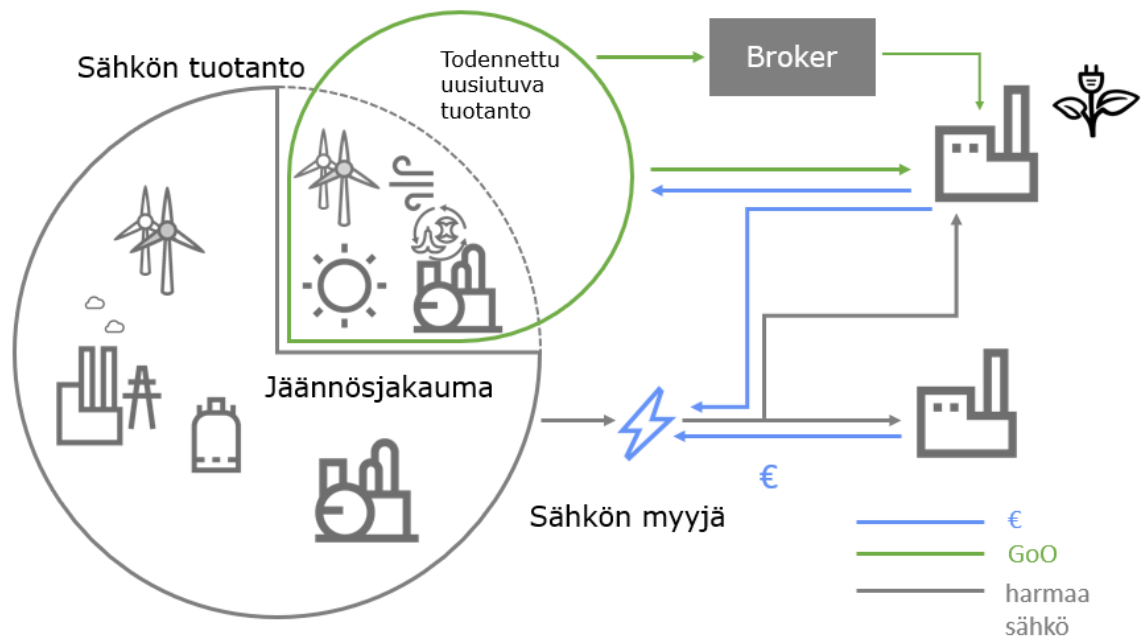 Sähkön tuotanto
Todennettu
uusiutuva
tuotanto
Broker
Jäännösjakauma
Sähkön myyjä
€
€
GoO
harmaa
sähkö